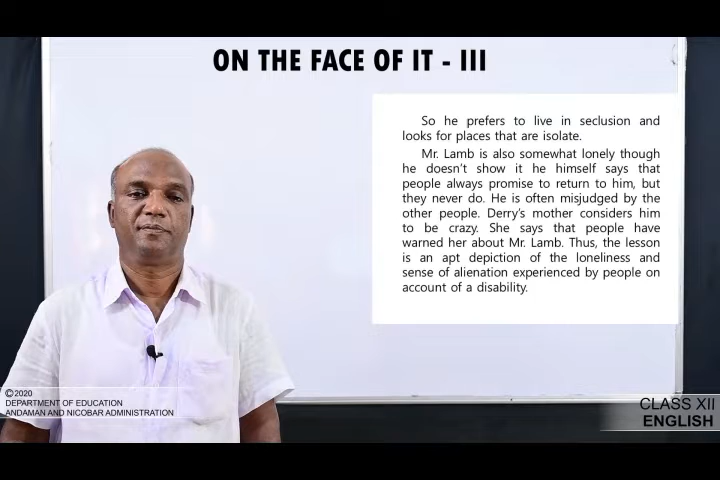 ON THE FACE OF IT - III
So he prefers to live in seclusion and
looks for places that are isolate.
Mr. Lamb is also somewhat lonely though
he doesn't show it he himself says that
people always promise to return to him, but
they never do. He is often misjudged by the
other people. Derry's mother considers him
to be crazy. She says that people have
warned her about Mr. Lamb. Thus, the lesson
is an apt depiction of the loneliness and
sense of alienation experienced by people on
account of a disability.
©2020
DEPARTMENT OF EDUCATION
ANDAMAN AND NICOBAR ADMINISTRATION
CLASS XII
ENGLISH